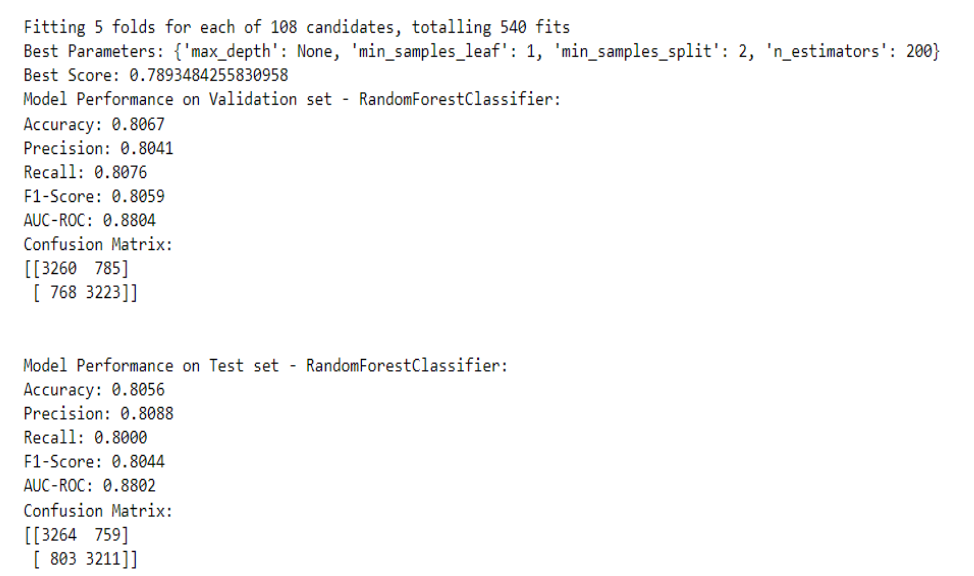 Fitting 5 folds for each of 108 candidates, totalling 540 fits
Best Parameters: {'max_depth': None, 'min_samples_leaf': 1, 'min_samples_split': 2, 'n_estimators': 200}
Best Score: 0.7893484255830958
Model Performance on Validation set - RandomForestClassifier:
Accuracy: 0.8067
Precision: 0.8041
Recall: 0.8076
F1-Score: 0.8059
AUC-ROC: 0.8804
Confusion Matrix:
[[3260  785]
 [ 768 3223]]
Model Performance on Test set - RandomForestClassifier:
Accuracy: 0.8056
Precision: 0.8088
Recall: 0.8000
F1-Score: 0.8044
AUC-ROC: 0.8802
Confusion Matrix:
[[3264  759]
 [ 803 3211]]